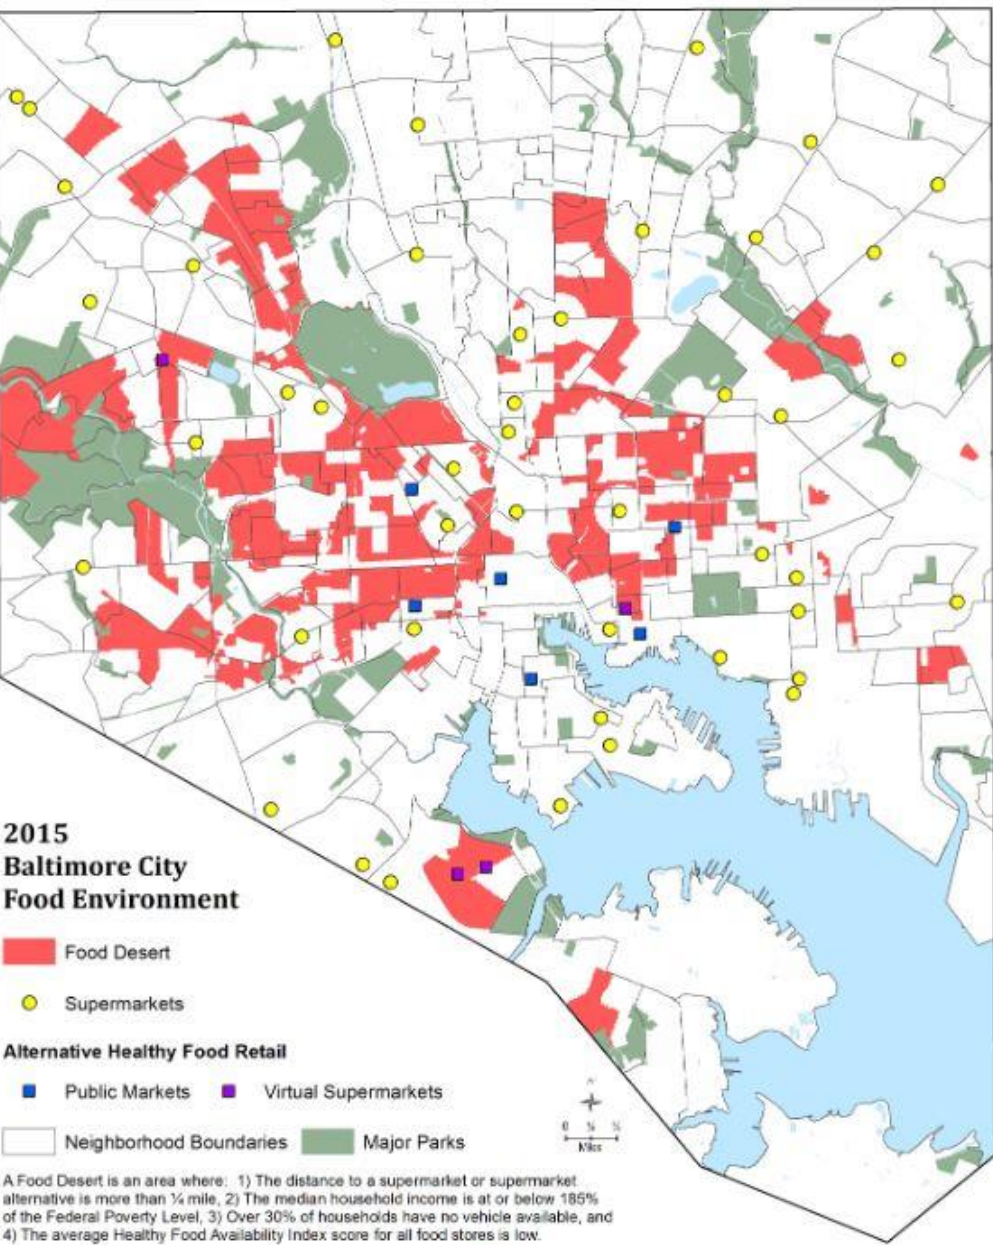 2015
Baltimore City
Food Environment
Food Desert
Supermarkets
Alternative Healthy Food Retail
Public Markets Virtual Supermarkets
Neighborhood Boundaries Major Parks
A Food Desert is an area where: 1) The distance to a supermarket or supermarket
alternative is more than ¼ mile, 2) The median household income is at or below 185%
of the Federal Poverty Level, 3) Over 30% of households have no vehicle available, and
4) The average Healthy Food Availability Index score for all food stores is low.
0
Miles